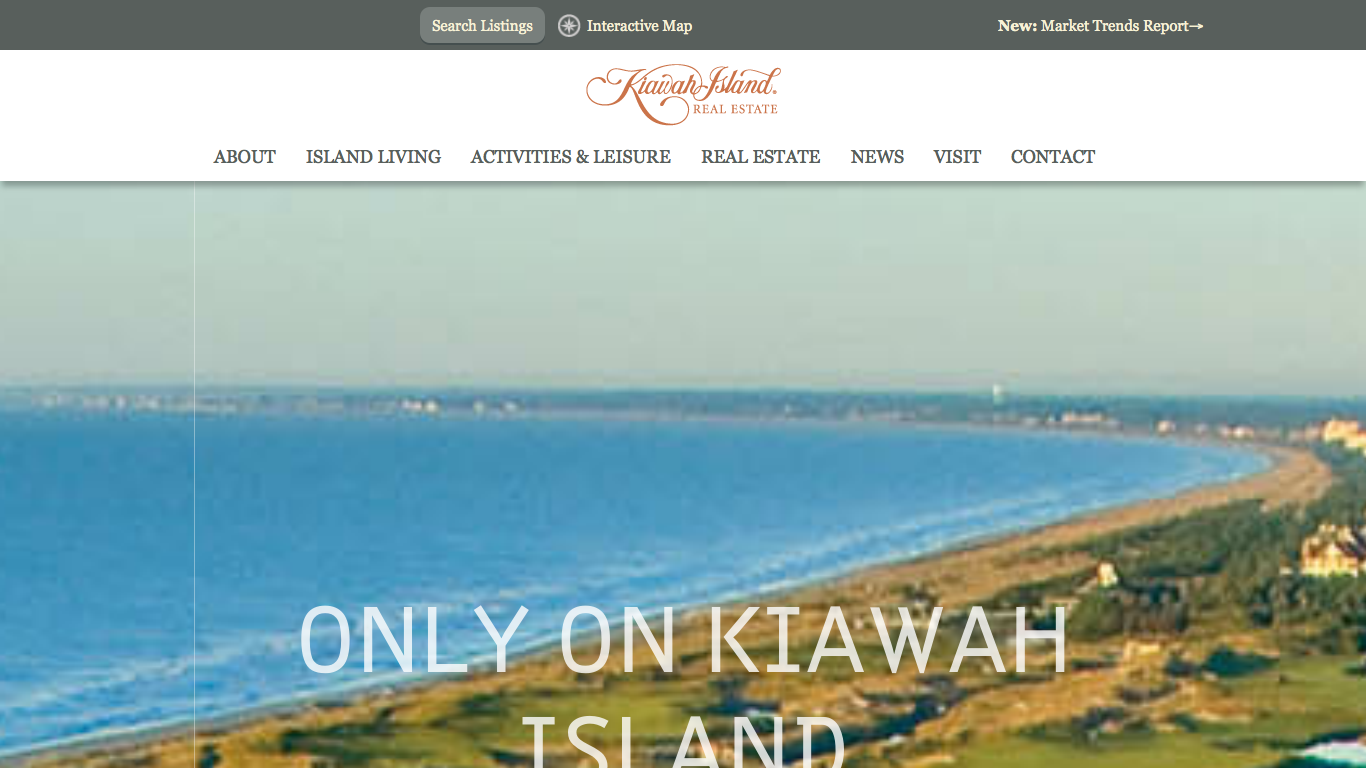 Search Listings Interactive Map New: Market Trends Report→
Kiawah Island®
REAL ESTATE
ABOUT ISLAND LIVING ACTIVITIES & LEISURE REAL ESTATE NEWS VISIT CONTACT
ONLY ON KIAWAH
ISLAND